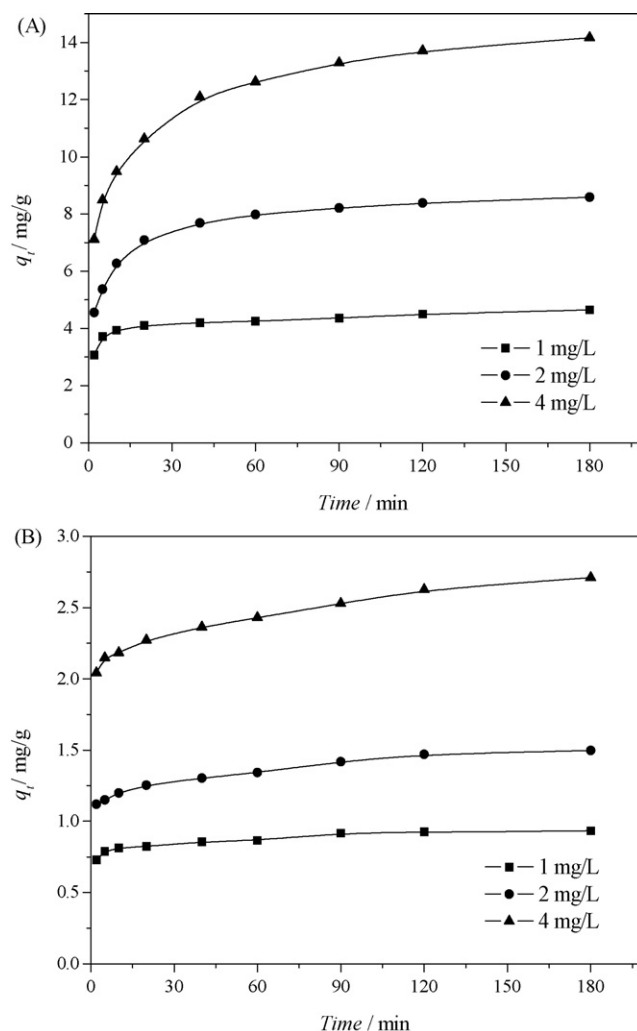 (A)
14
12
10
8
6
4
2
0
q_t / mg/g
1 mg/L
2 mg/L
4 mg/L
0 30 60 90 120 150 180
Time / min
(B)
3.0
2.5
2.0
1.5
1.0
0.5
0.0
q_t / mg/g
1 mg/L
2 mg/L
4 mg/L
0 30 60 90 120 150 180
Time / min